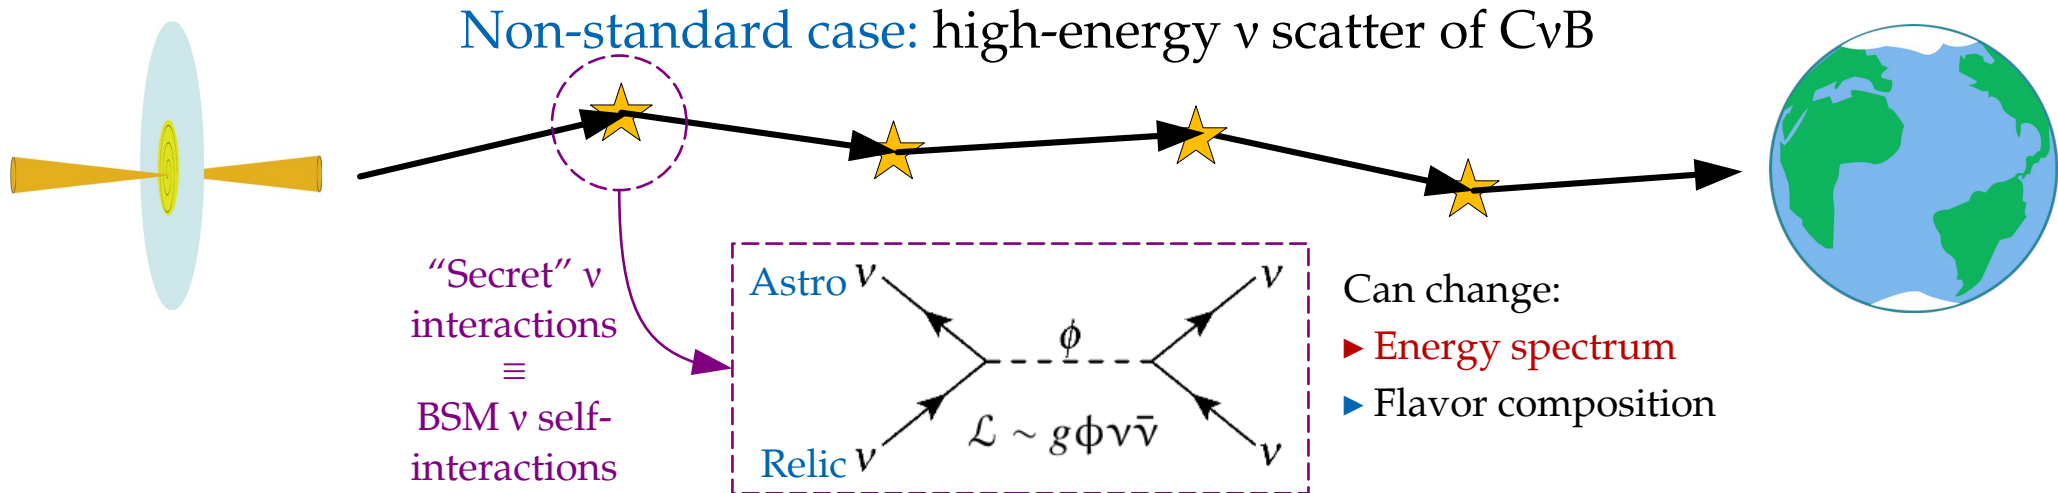 Non-standard case: high-energy ν scatter of CνB
“Secret” ν
interactions
≡
BSM ν self-
interactions
Astro ν
ν
ϕ
ℒ ~ gϕνν̄
Relic ν
ν
Can change:
▸ Energy spectrum
▸ Flavor composition